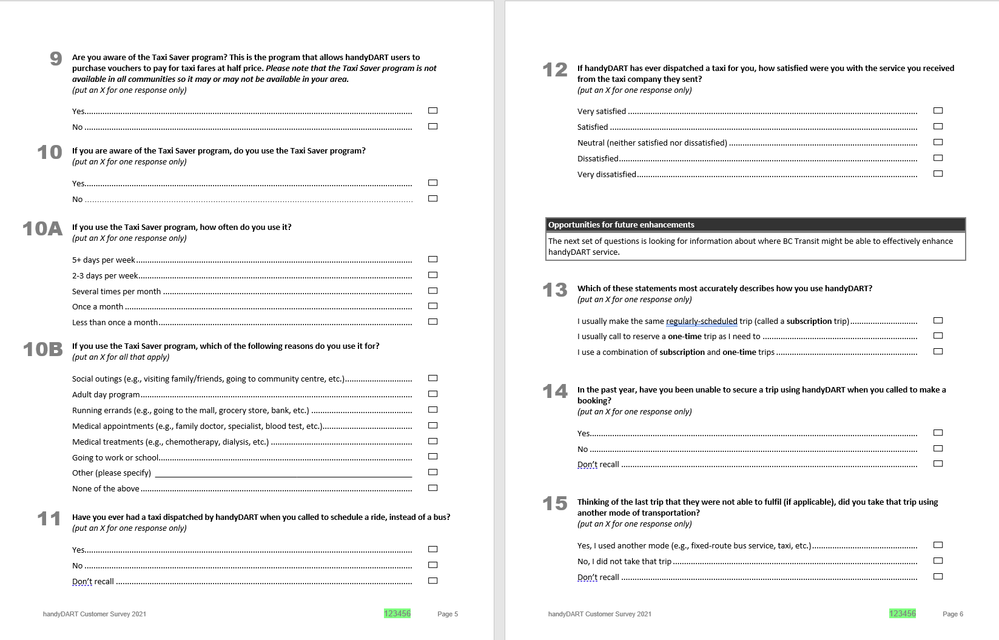 9 Are you aware of the Taxi Saver program? This is the program that allows handyDART users to
purchase vouchers to pay for taxi fares at half price. Please note that the Taxi Saver program is not
available in all communities so it may or may not be available in your area.
(put an X for one response only)
Yes
No
10 If you are aware of the Taxi Saver program, do you use the Taxi Saver program?
(put an X for one response only)
Yes
No
10A If you use the Taxi Saver program, how often do you use it?
(put an X for one response only)
5+ days per week
2-3 days per week
Several times per month
Once a month
Less than once a month
10B If you use the Taxi Saver program, which of the following reasons do you use it for?
(put an X for all that apply)
Social outings (e.g., visiting family/friends, going to community centre, etc.)
Adult day program
Running errands (e.g., going to the mall, grocery store, bank, etc.)
Medical appointments (e.g., family doctor, specialist, blood test, etc.)
Medical treatments (e.g., chemotherapy, dialysis, etc.)
Going to work or school
Other (please specify)
None of the above
11 Have you ever had a taxi dispatched by handyDART when you called to schedule a ride, instead of a bus?
(put an X for one response only)
Yes
No
Don't recall
handyDART Customer Survey 2021 123456 Page 5
12 If handyDART has ever dispatched a taxi for you, how satisfied were you with the service you received
from the taxi company they sent?
(put an X for one response only)
Very satisfied
Satisfied
Neutral (neither satisfied nor dissatisfied)
Dissatisfied
Very dissatisfied
Opportunities for future enhancements
The next set of questions is looking for information about where BC Transit might be able to effectively enhance
handyDART service.
13 Which of these statements most accurately describes how you use handyDART?
(put an X for one response only)
I usually make the same regularly-scheduled trip (called a subscription trip)
I usually call to reserve a one-time trip as I need to
I use a combination of subscription and one-time trips
14 In the past year, have you been unable to secure a trip using handyDART when you called to make a
booking?
(put an X for one response only)
Yes
No
Don't recall
15 Thinking of the last trip that they were not able to fulfil (if applicable), did you take that trip using
another mode of transportation?
(put an X for one response only)
Yes, I used another mode (e.g., fixed-route bus service, taxi, etc.)
No, I did not take that trip
Don't recall
handyDART Customer Survey 2021 123456 Page 6